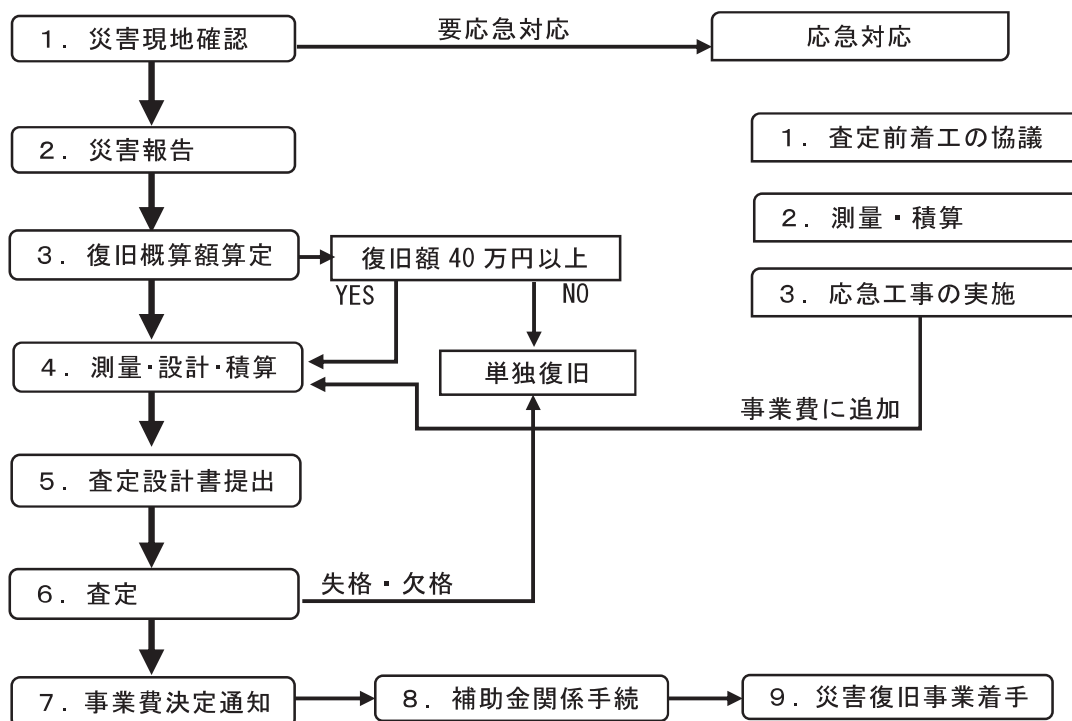 １．災害現地確認
要応急対応
応急対応
２．災害報告
１．査定前着工の協議
２．測量・積算
３．復旧概算額算定
復旧額 40 万円以上
YES
NO
３．応急工事の実施
４．測量・設計・積算
単独復旧
事業費に追加
５．査定設計書提出
６．査定
失格・欠格
７．事業費決定通知
８．補助金関係手続
９．災害復旧事業着手